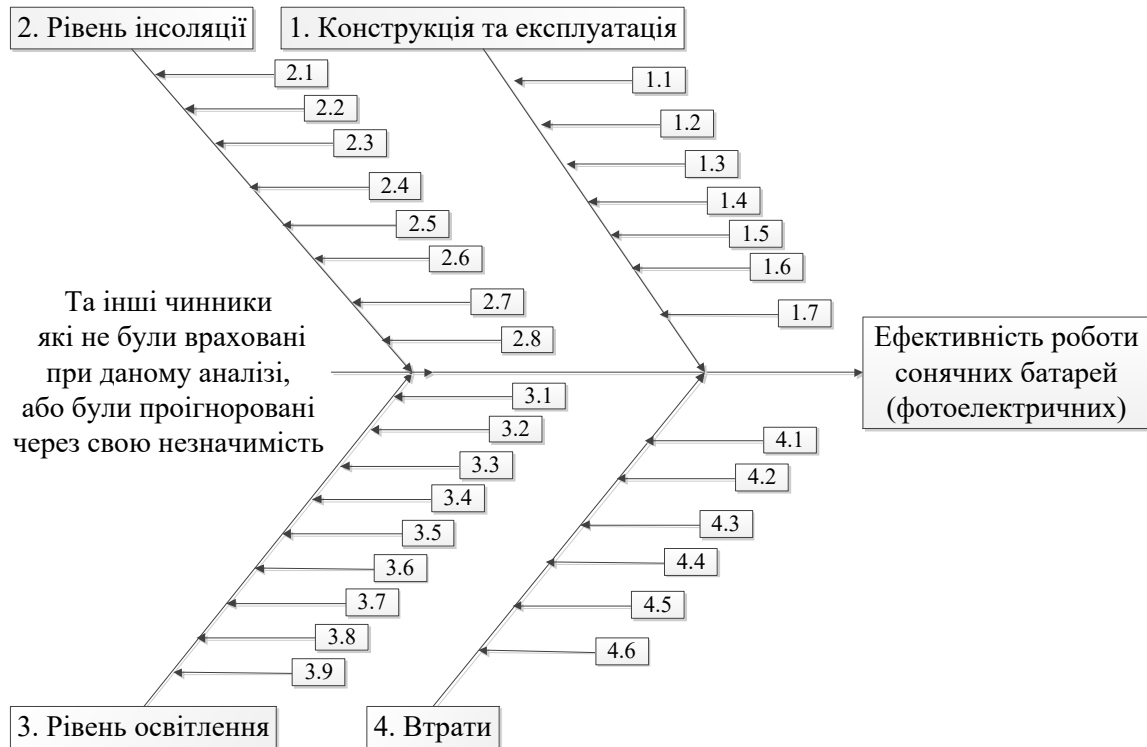 2. Рівень інсоляції
1. Конструкція та експлуатація
2.1
2.2
2.3
2.4
2.5
2.6
2.7
2.8
1.1
1.2
1.3
1.4
1.5
1.6
1.7
Та інші чинники
які не були враховані
при даному аналізі,
або були проігноровані
через свою незначимість
Ефективність роботи
сонячних батарей
(фотоелектричних)
3.1
3.2
3.3
3.4
3.5
3.6
3.7
3.8
3.9
4.1
4.2
4.3
4.4
4.5
4.6
3. Рівень освітлення
4. Втрати